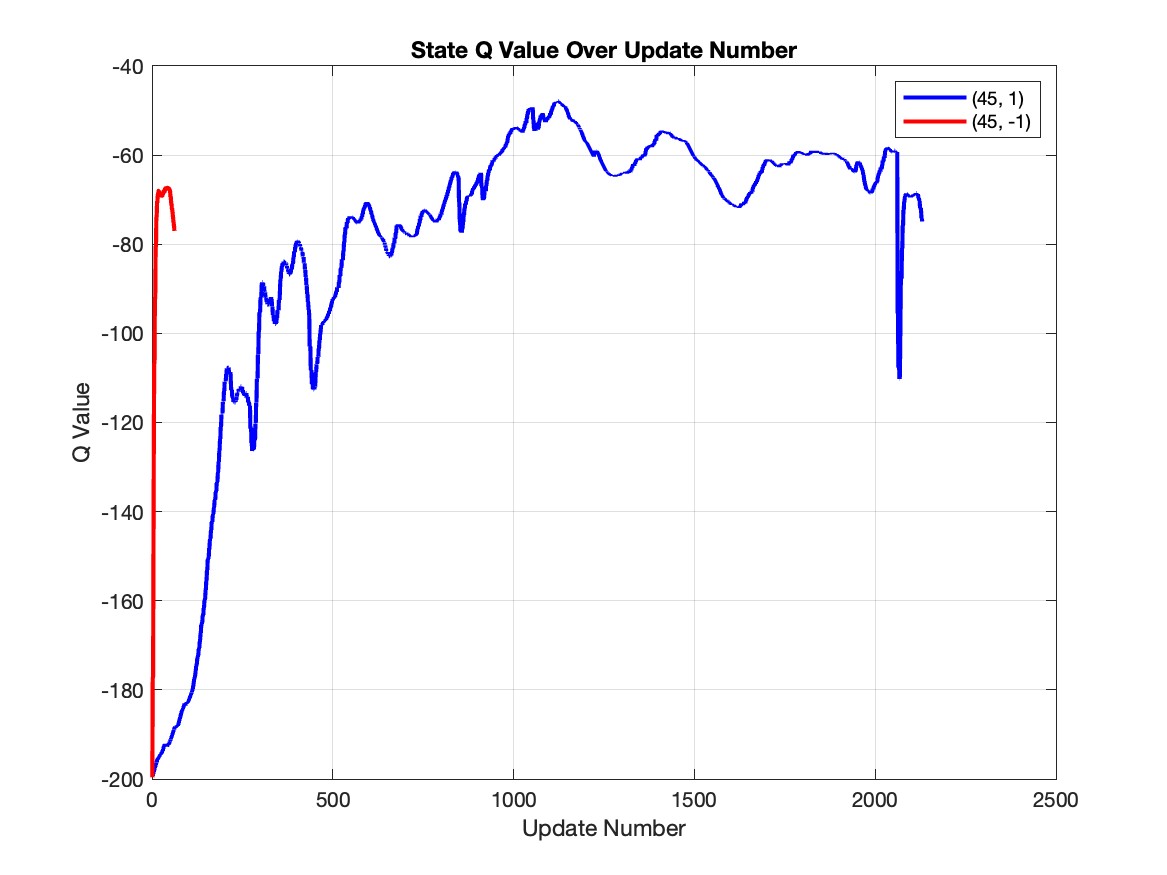 State Q Value Over Update Number
(45, 1)
(45, -1)
-40
-60
-80
-100
-120
-140
-160
-180
-200
Q Value
0 500 1000 1500 2000 2500
Update Number